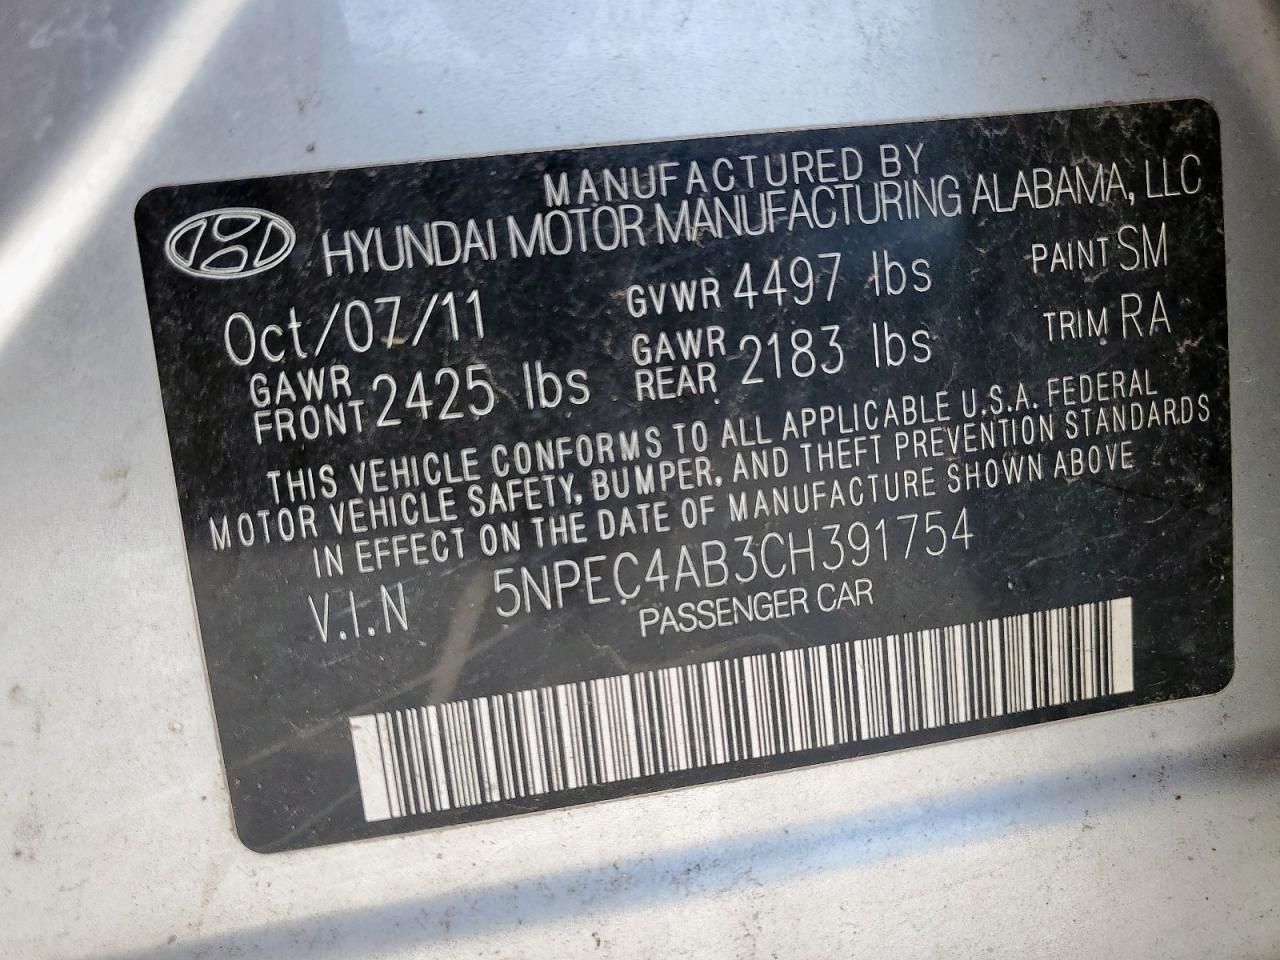 MANUFACTURED BY
HYUNDAI MOTOR MANUFACTURING ALABAMA, LLC
Oct/07/11 GVWR 4497 lbs PAINT SM
GAWR FRONT 2425 lbs GAWR REAR 2183 lbs TRIM RA
THIS VEHICLE CONFORMS TO ALL APPLICABLE U.S.A. FEDERAL
MOTOR VEHICLE SAFETY, BUMPER, AND THEFT PREVENTION STANDARDS
IN EFFECT ON THE DATE OF MANUFACTURE SHOWN ABOVE
V.I.N 5NPEC4AB3CH391754
PASSENGER CAR